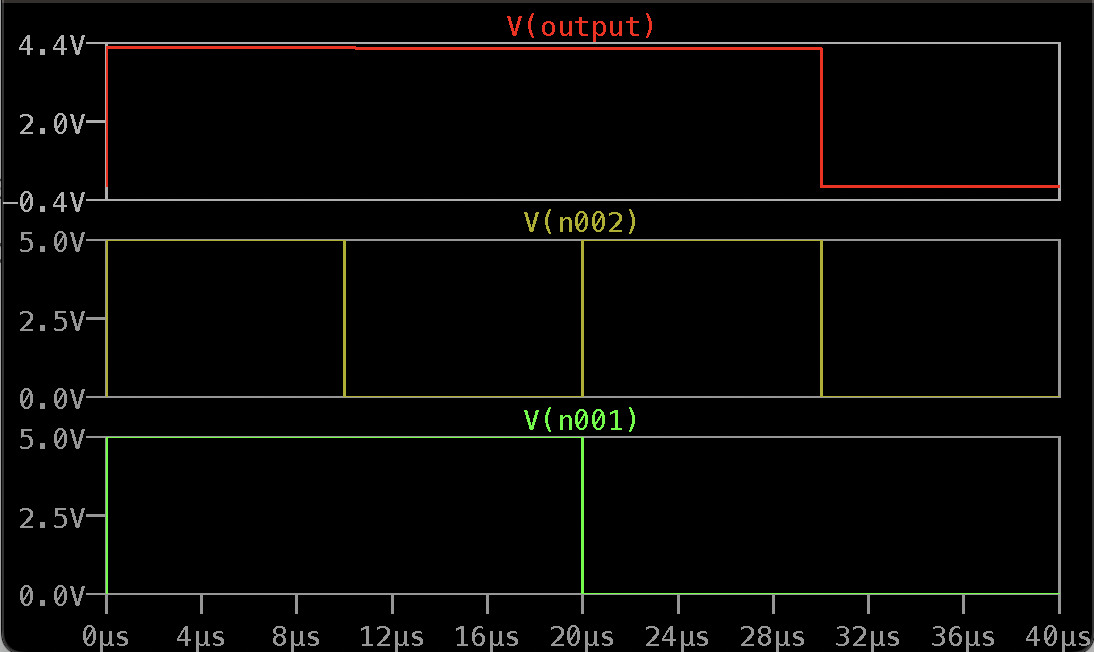 V(output)
4.4V
2.0V
-0.4V
V(n002)
5.0V
2.5V
0.0V
V(n001)
5.0V
2.5V
0.0V
0µs 4µs 8µs 12µs 16µs 20µs 24µs 28µs 32µs 36µs 40µs